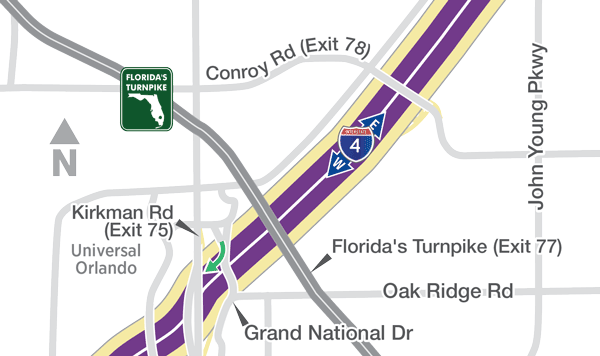 Conroy Rd (Exit 78)
FLORIDA'S
TURNPIKE
John Young Pkwy
E
INTERSTATE
4
W
N
Kirkman Rd
(Exit 75)
Universal
Orlando
Florida's Turnpike (Exit 77)
Oak Ridge Rd
Grand National Dr